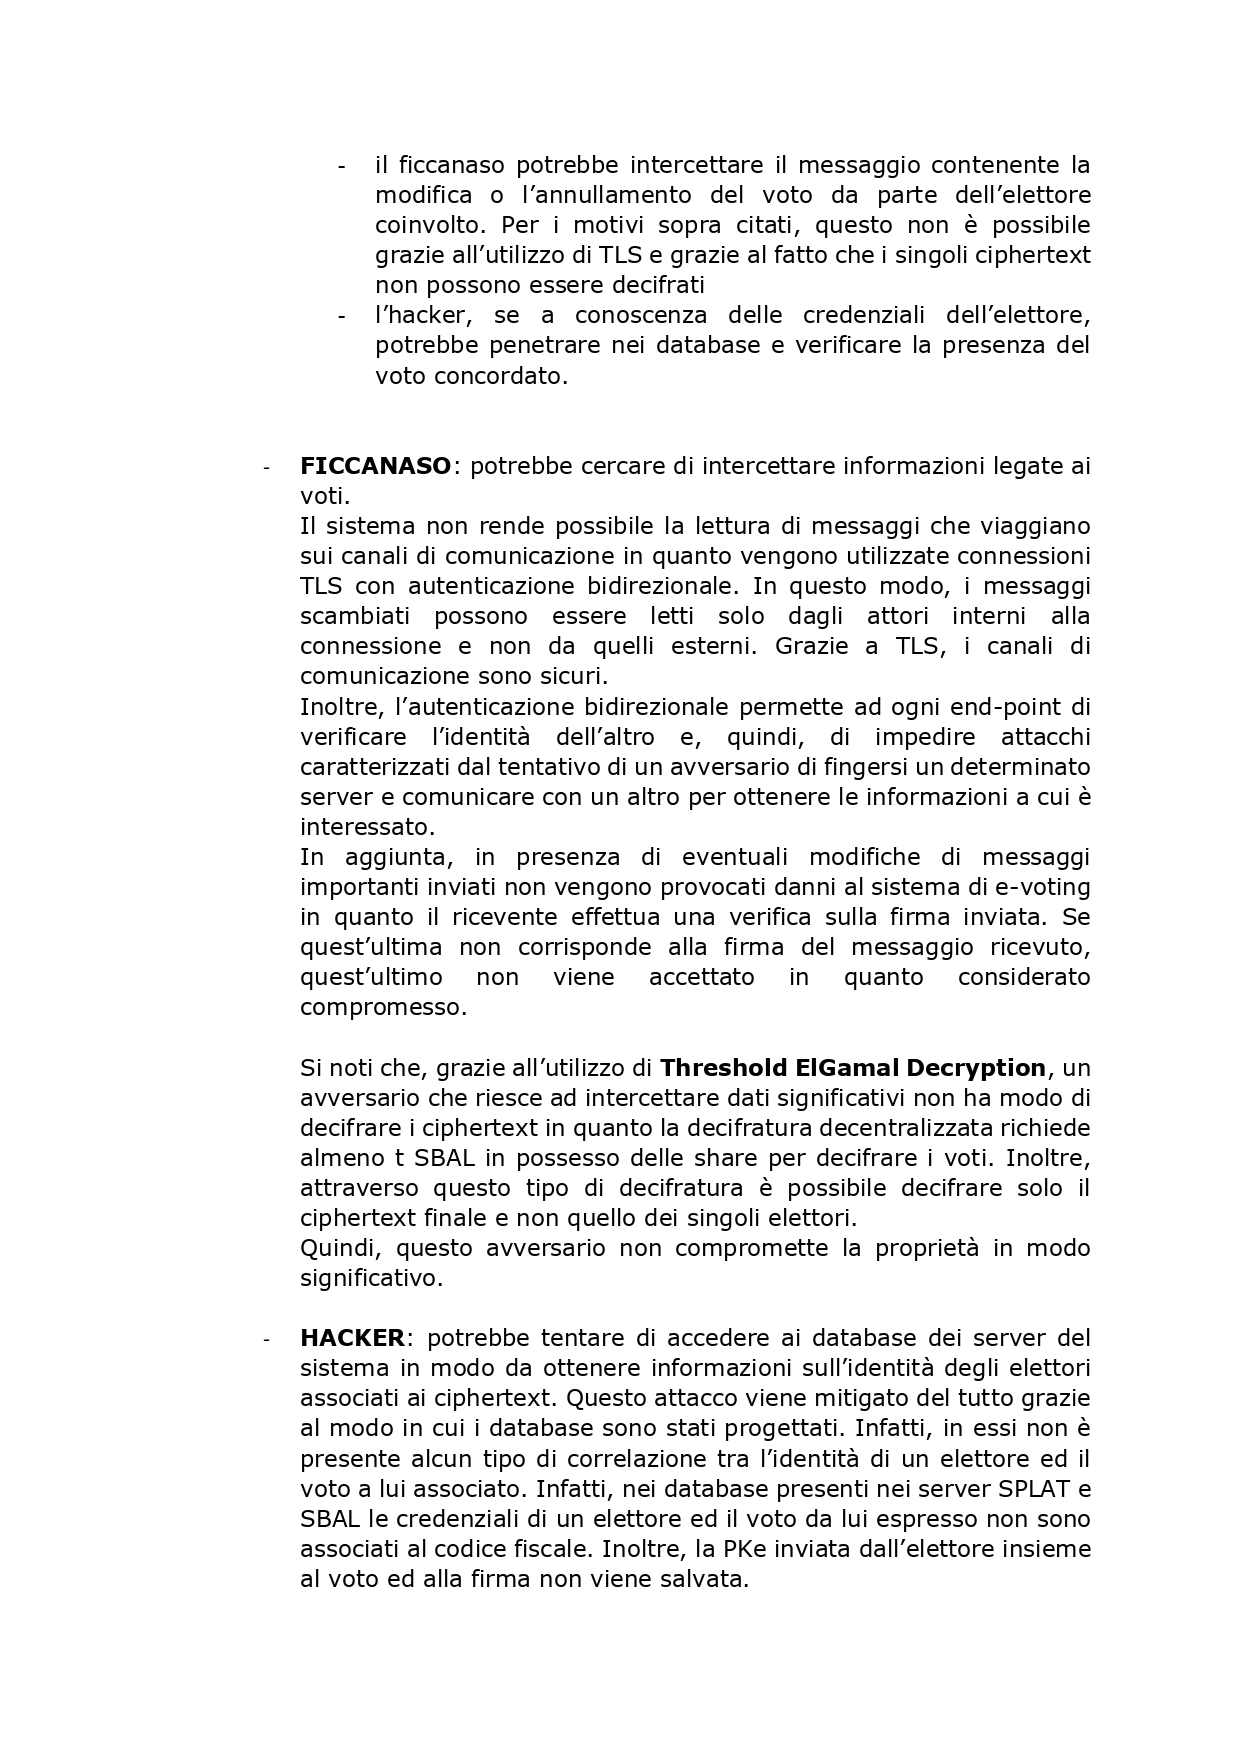 - il ficcanaso potrebbe intercettare il messaggio contenente la
modifica o l’annullamento del voto da parte dell’elettore
coinvolto. Per i motivi sopra citati, questo non è possibile
grazie all’utilizzo di TLS e grazie al fatto che i singoli ciphertext
non possono essere decifrati
- l’hacker, se a conoscenza delle credenziali dell’elettore,
potrebbe penetrare nei database e verificare la presenza del
voto concordato.
- FICCANASO: potrebbe cercare di intercettare informazioni legate ai
voti.
Il sistema non rende possibile la lettura di messaggi che viaggiano
sui canali di comunicazione in quanto vengono utilizzate connessioni
TLS con autenticazione bidirezionale. In questo modo, i messaggi
scambiati possono essere letti solo dagli attori interni alla
connessione e non da quelli esterni. Grazie a TLS, i canali di
comunicazione sono sicuri.
Inoltre, l’autenticazione bidirezionale permette ad ogni end-point di
verificare l’identità dell’altro e, quindi, di impedire attacchi
caratterizzati dal tentativo di un avversario di fingersi un determinato
server e comunicare con un altro per ottenere le informazioni a cui è
interessato.
In aggiunta, in presenza di eventuali modifiche di messaggi
importanti inviati non vengono provocati danni al sistema di e-voting
in quanto il ricevente effettua una verifica sulla firma inviata. Se
quest’ultima non corrisponde alla firma del messaggio ricevuto,
quest’ultimo non viene accettato in quanto considerato
compromesso.
Si noti che, grazie all’utilizzo di Threshold ElGamal Decryption, un
avversario che riesce ad intercettare dati significativi non ha modo di
decifrare i ciphertext in quanto la decifratura decentralizzata richiede
almeno t SBAL in possesso delle share per decifrare i voti. Inoltre,
attraverso questo tipo di decifratura è possibile decifrare solo il
ciphertext finale e non quello dei singoli elettori.
Quindi, questo avversario non compromette la proprietà in modo
significativo.
- HACKER: potrebbe tentare di accedere ai database dei server del
sistema in modo da ottenere informazioni sull’identità degli elettori
associati ai ciphertext. Questo attacco viene mitigato del tutto grazie
al modo in cui i database sono stati progettati. Infatti, in essi non è
presente alcun tipo di correlazione tra l’identità di un elettore ed il
voto a lui associato. Infatti, nei database presenti nei server SPLAT e
SBAL le credenziali di un elettore ed il voto da lui espresso non sono
associati al codice fiscale. Inoltre, la PKe inviata dall’elettore insieme
al voto ed alla firma non viene salvata.